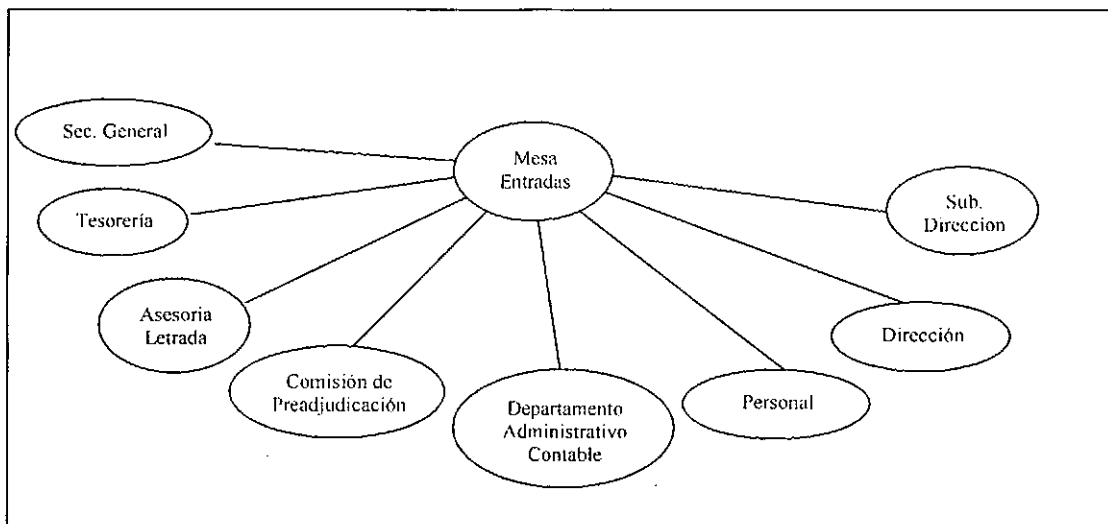 Sec. General
Mesa
Entradas
Tesorería
Sub.
Direccion
Asesoria
Letrada
Dirección
Comisión de
Preadjudicación
Departamento
Administrativo
Contable
Personal